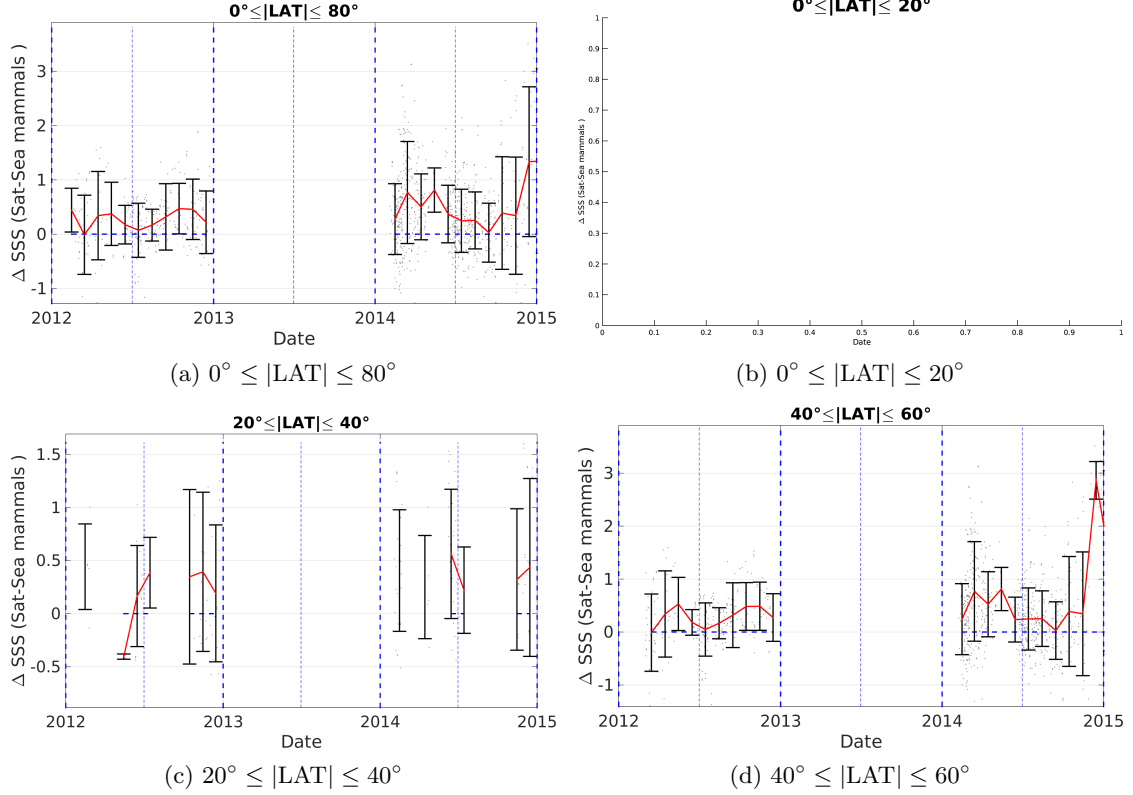 0°≤|LAT|≤ 80°
Δ SSS (Sat-Sea mammals )
3
2
1
0
-1
2012 2013 2014 2015
Date
(a) 0° ≤ |LAT| ≤ 80°
0°≤|LAT|≤ 20°
Δ SSS (Sat-Sea mammals )
1
0.9
0.8
0.7
0.6
0.5
0.4
0.3
0.2
0.1
0
0 0.1 0.2 0.3 0.4 0.5 0.6 0.7 0.8 0.9 1
Date
(b) 0° ≤ |LAT| ≤ 20°
20°≤|LAT|≤ 40°
Δ SSS (Sat-Sea mammals )
1.5
1
0.5
0
-0.5
2012 2013 2014 2015
Date
(c) 20° ≤ |LAT| ≤ 40°
40°≤|LAT|≤ 60°
Δ SSS (Sat-Sea mammals )
3
2
1
0
-1
2012 2013 2014 2015
Date
(d) 40° ≤ |LAT| ≤ 60°